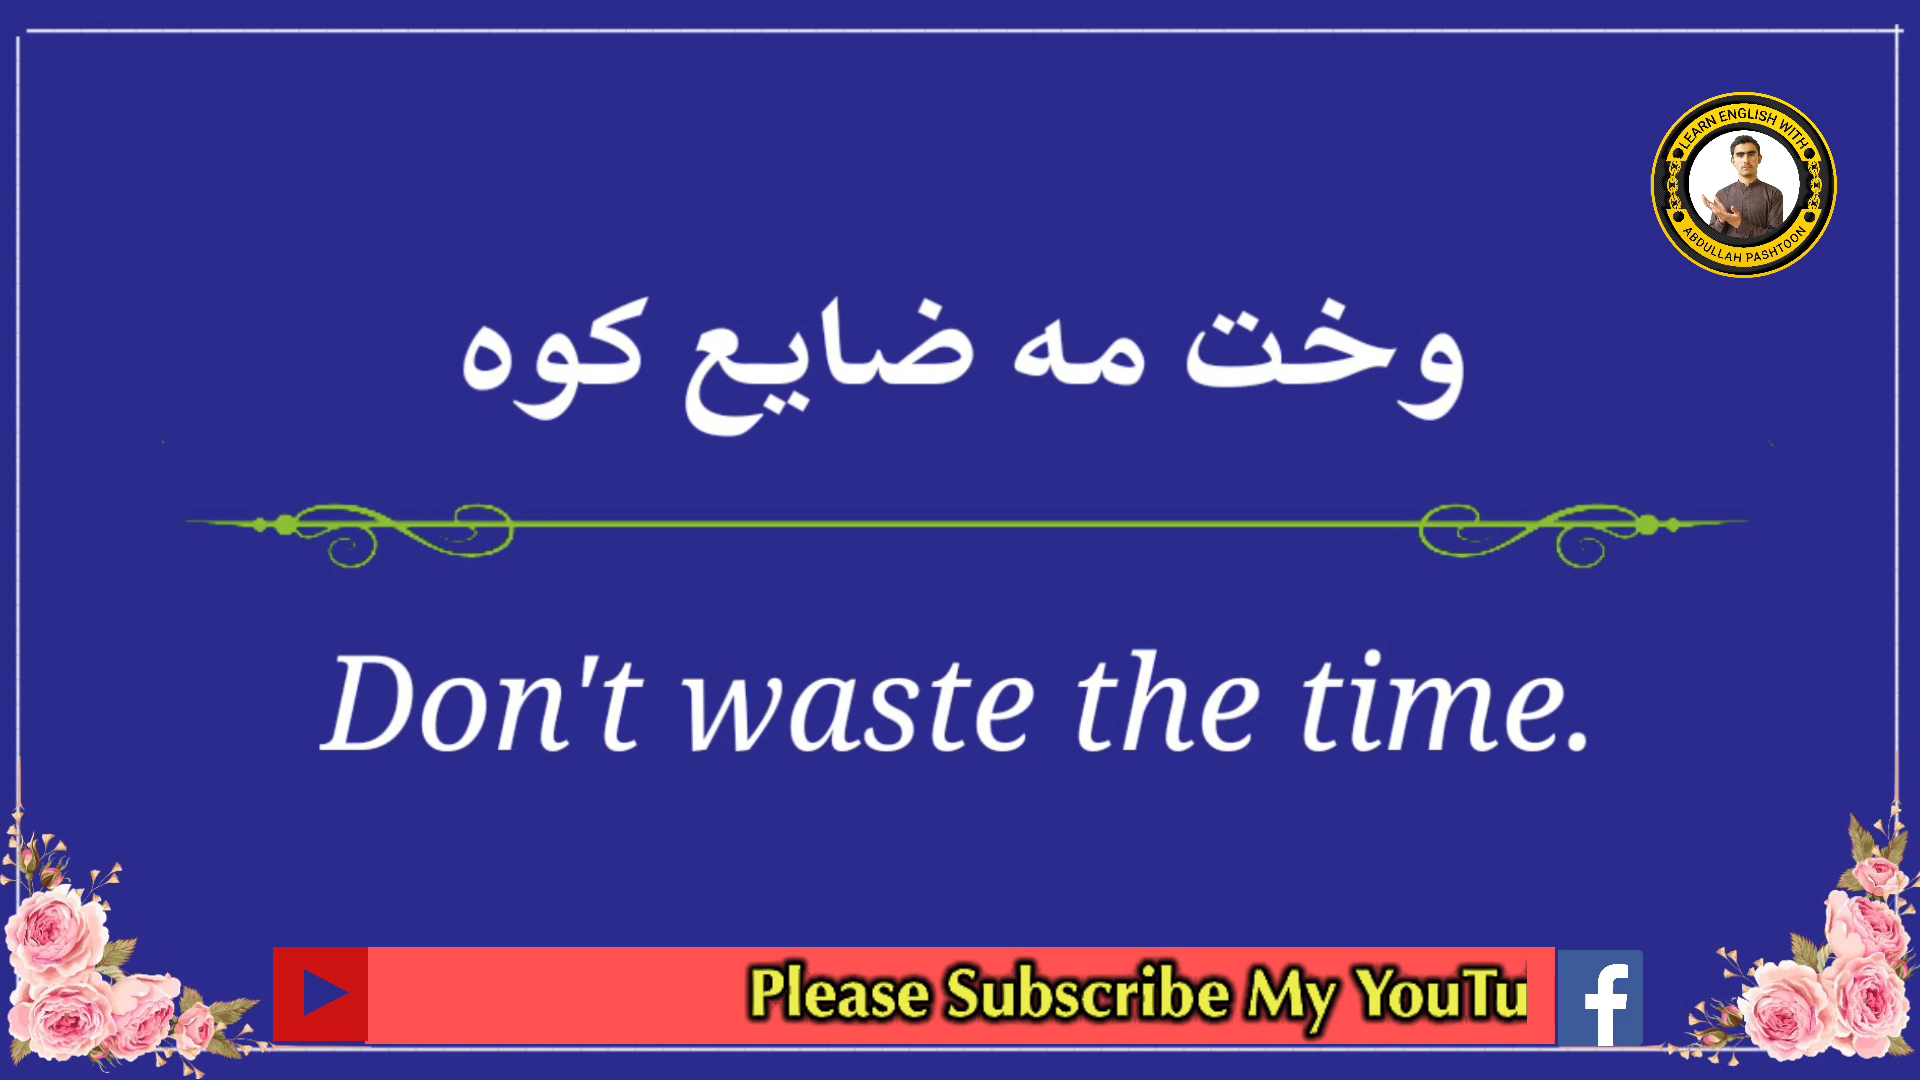 LEARN ENGLISH WITH
ABDULLAH PASHTOON
وخت مه ضایع کوه
Don't waste the time.
Please Subscribe My YouTu